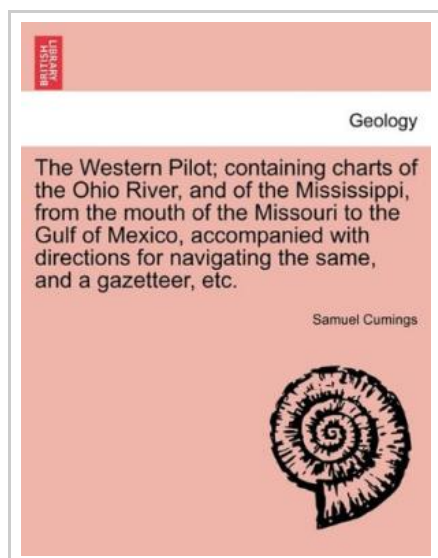 BRITISH
LIBRARY
Geology
The Western Pilot; containing charts of
the Ohio River, and of the Mississippi,
from the mouth of the Missouri to the
Gulf of Mexico, accompanied with
directions for navigating the same,
and a gazetteer, etc.
Samuel Cumings